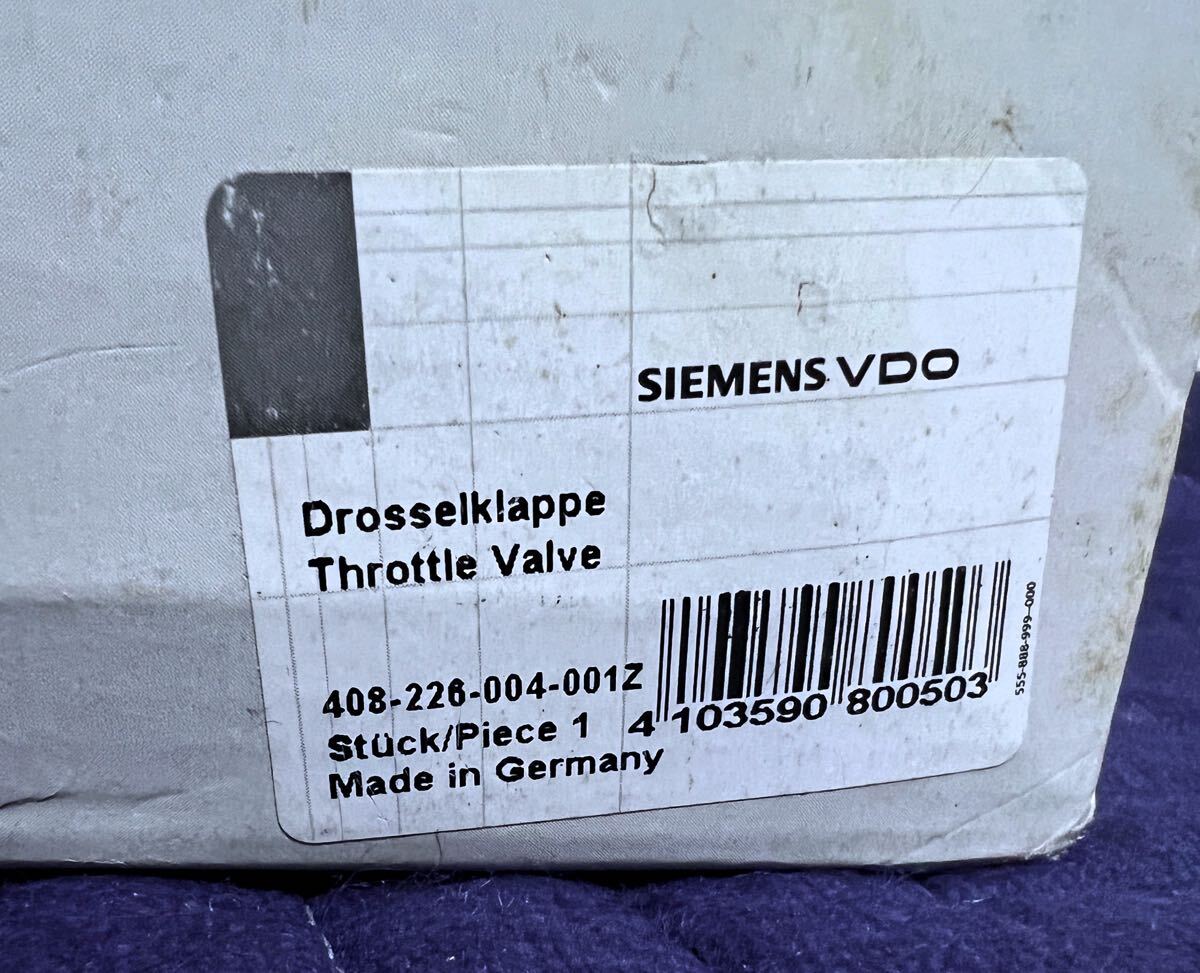 SIEMENS VDO
Drosselklappe
Throttle Valve
408-226-004-001Z
Stück/Piece 1
Made in Germany
4 103590 800503
555-888-999-000